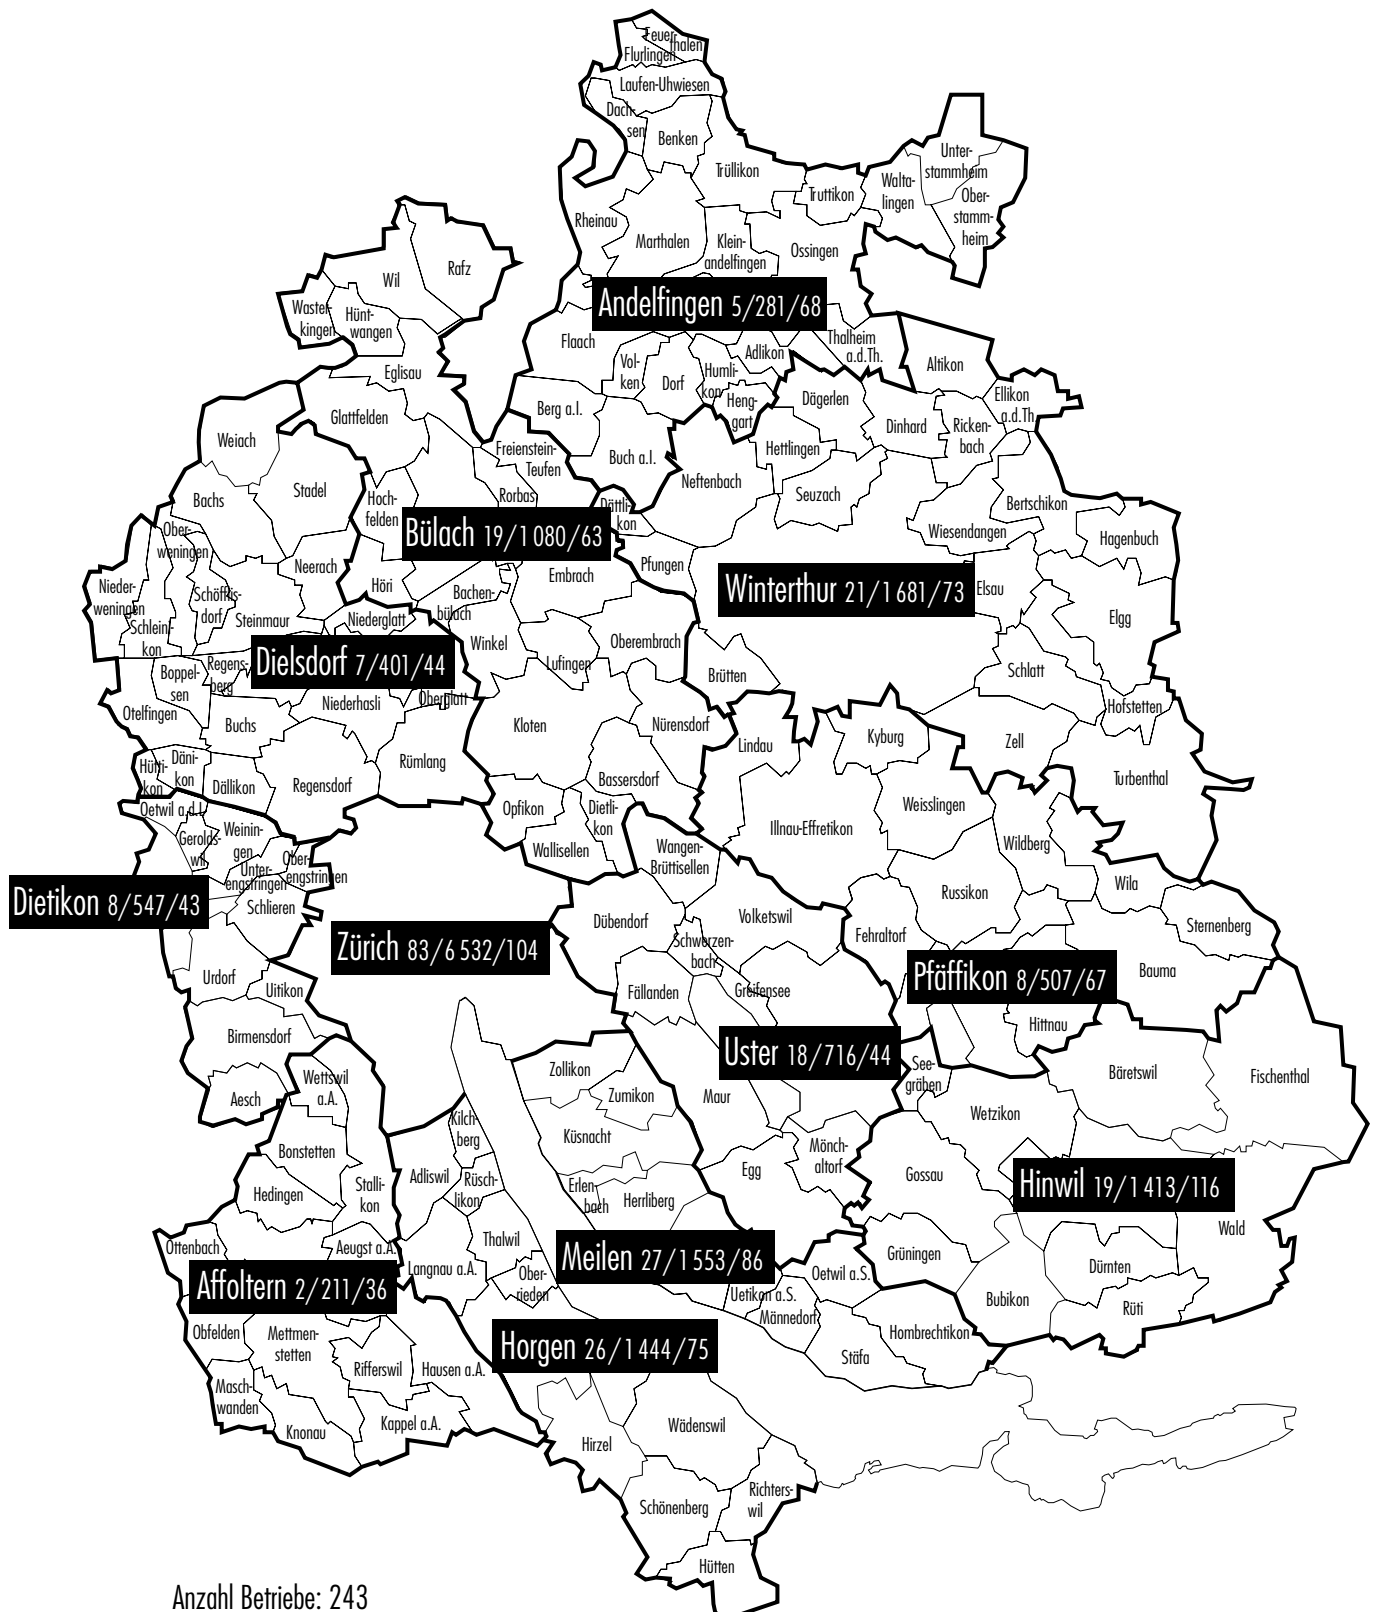 Feuer-
thalen
Flurlingen
Laufen-Uhwiesen
Dach-
sen
Benken
Trüllikon
Truttikon
Walta-
lingen
Unter-
stammheim
Ober-
stamm-
heim
Rheinau
Marthalen
Klein-
andelfingen
Ossingen
Rafz
Wil
Waster-
kingen
Hünt-
wangen
Andelfingen 5/281/68
Flaach
Vol-
ken
Dorf
Humli-
kon
Adlikon
Thalheim
a.d.Th.
Altikon
Eglisau
Heng-
gart
Dägerlen
Ellikon
a.d.Th.
Berg a.I.
Glattfelden
Dinhard
Ricken-
bach
Weiach
Freienstein-
Teufen
Buch a.I.
Hettlingen
Neftenbach
Seuzach
Stadel
Bachs
Hoch-
felden
Rorbas
Dättli-
kon
Bertschikon
Wiesendangen
Hagenbuch
Bülach 19/1 080/63
Ober-
weningen
Neerach
Höri
Embrach
Pfungen
Winterthur 21/1 681/73
Elsau
Elgg
Nieder-
weningen
Schöfflis-
dorf
Schlein-
kon
Steinmaur
Bachen-
bülach
Niederglatt
Winkel
Oberembrach
Lufingen
Dielsdorf 7/401/44
Regens-
berg
Boppel-
sen
Otelfingen
Buchs
Niederhasli
Oberglatt
Brütten
Schlatt
Hofstetten
Kloten
Nürensdorf
Lindau
Kyburg
Zell
Turbenthal
Hütti-
kon
Däni-
kon
Dällikon
Regensdorf
Rümlang
Bassersdorf
Opfikon
Dietli-
kon
Wallisellen
Illnau-Effretikon
Weisslingen
Wildberg
Oetwil a.d.L.
Gerolds-
wil
Weinin-
gen
Unter-
engstringen
Ober-
engstringen
Wangen-
Brüttisellen
Russikon
Wila
Sternenberg
Dietikon 8/547/43
Schlieren
Zürich 83/6 532/104
Dübendorf
Volketswil
Schwerzen-
bach
Fehraltorf
Bauma
Urdorf
Uitikon
Fällanden
Greifensee
Pfäffikon 8/507/67
Hittnau
Birmensdorf
Uster 18/716/44
Aesch
Wettswil
a.A.
Zollikon
Zumikon
Maur
See-
gräben
Bäretswil
Fischenthal
Wetzikon
Kilch-
berg
Küsnacht
Bonstetten
Adliswil
Rüsch-
likon
Egg
Mönch-
altorf
Gossau
Hinwil 19/1 413/116
Hedingen
Stalli-
kon
Erlen-
bach
Herrliberg
Wald
Ottenbach
Aeugst a.A.
Thalwil
Langnau a.A.
Ober-
rieden
Meilen 27/1 553/86
Grüningen
Dürnten
Affoltern 2/211/36
Uetikon a.S.
Männedorf
Oetwil a.S.
Bubikon
Rüti
Obfelden
Mettmen-
stetten
Horgen 26/1 444/75
Hombrechtikon
Stäfa
Rifferswil
Hausen a.A.
Masch-
wanden
Knonau
Kappel a.A.
Hirzel
Wädenswil
Schönenberg
Richters-
wil
Hütten
Anzahl Betriebe: 243